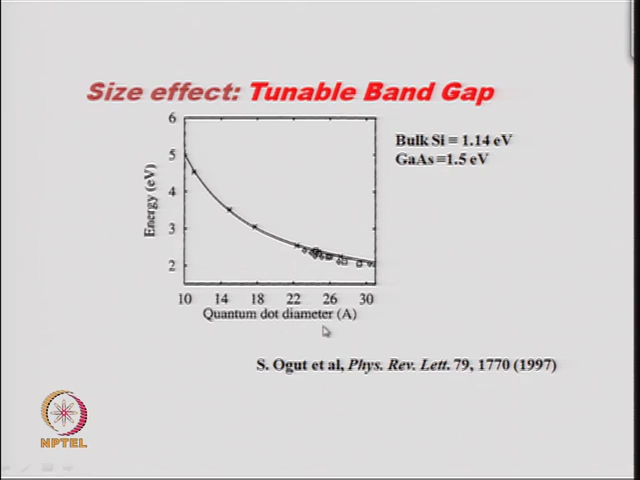 Size effect: Tunable Band Gap
Bulk Si = 1.14 eV
GaAs =1.5 eV
6
5
4
3
2
Energy (eV)
10 14 18 22 26 30
Quantum dot diameter (A)
S. Ogut et al, Phys. Rev. Lett. 79, 1770 (1997)
NPTEL